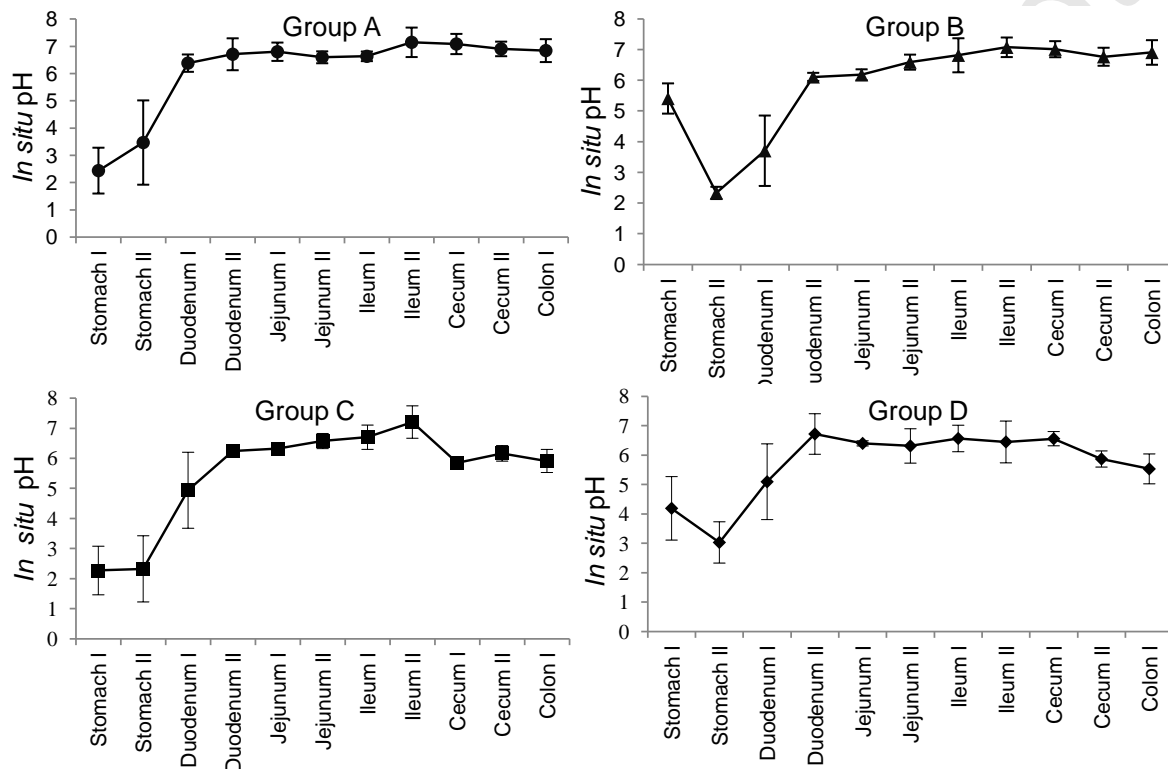 Group A
In situ pH
8
7
6
5
4
3
2
1
0
Stomach I
Stomach II
Duodenum I
Duodenum II
Jejunum I
Jejunum II
Ileum I
Ileum II
Cecum I
Cecum II
Colon I
Group B
In situ pH
8
7
6
5
4
3
2
1
0
Stomach I
Stomach II
Duodenum I
uodenum II
Jejunum I
Jejunum II
Ileum I
Ileum II
Cecum I
Cecum II
Colon I
Group C
In situ pH
8
7
6
5
4
3
2
1
0
Stomach I
Stomach II
Duodenum I
Duodenum II
Jejunum I
Jejunum II
Ileum I
Ileum II
Cecum I
Cecum II
Colon I
Group D
In situ pH
8
7
6
5
4
3
2
1
0
Stomach I
Stomach II
Duodenum I
Duodenum II
Jejunum I
Jejunum II
Ileum I
Ileum II
Cecum I
Cecum II
Colon I